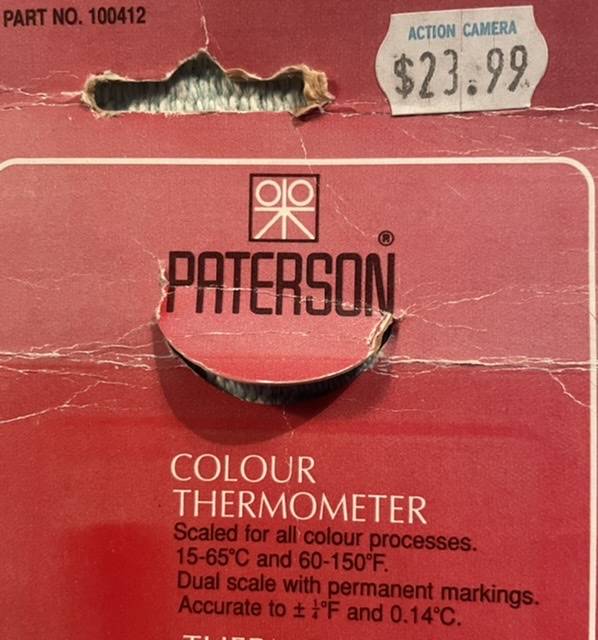 PART NO. 100412
ACTION CAMERA
$23.99
PATERSON®
COLOUR
THERMOMETER
Scaled for all colour processes.
15-65°C and 60-150°F.
Dual scale with permanent markings.
Accurate to ± ¼°F and 0.14°C.